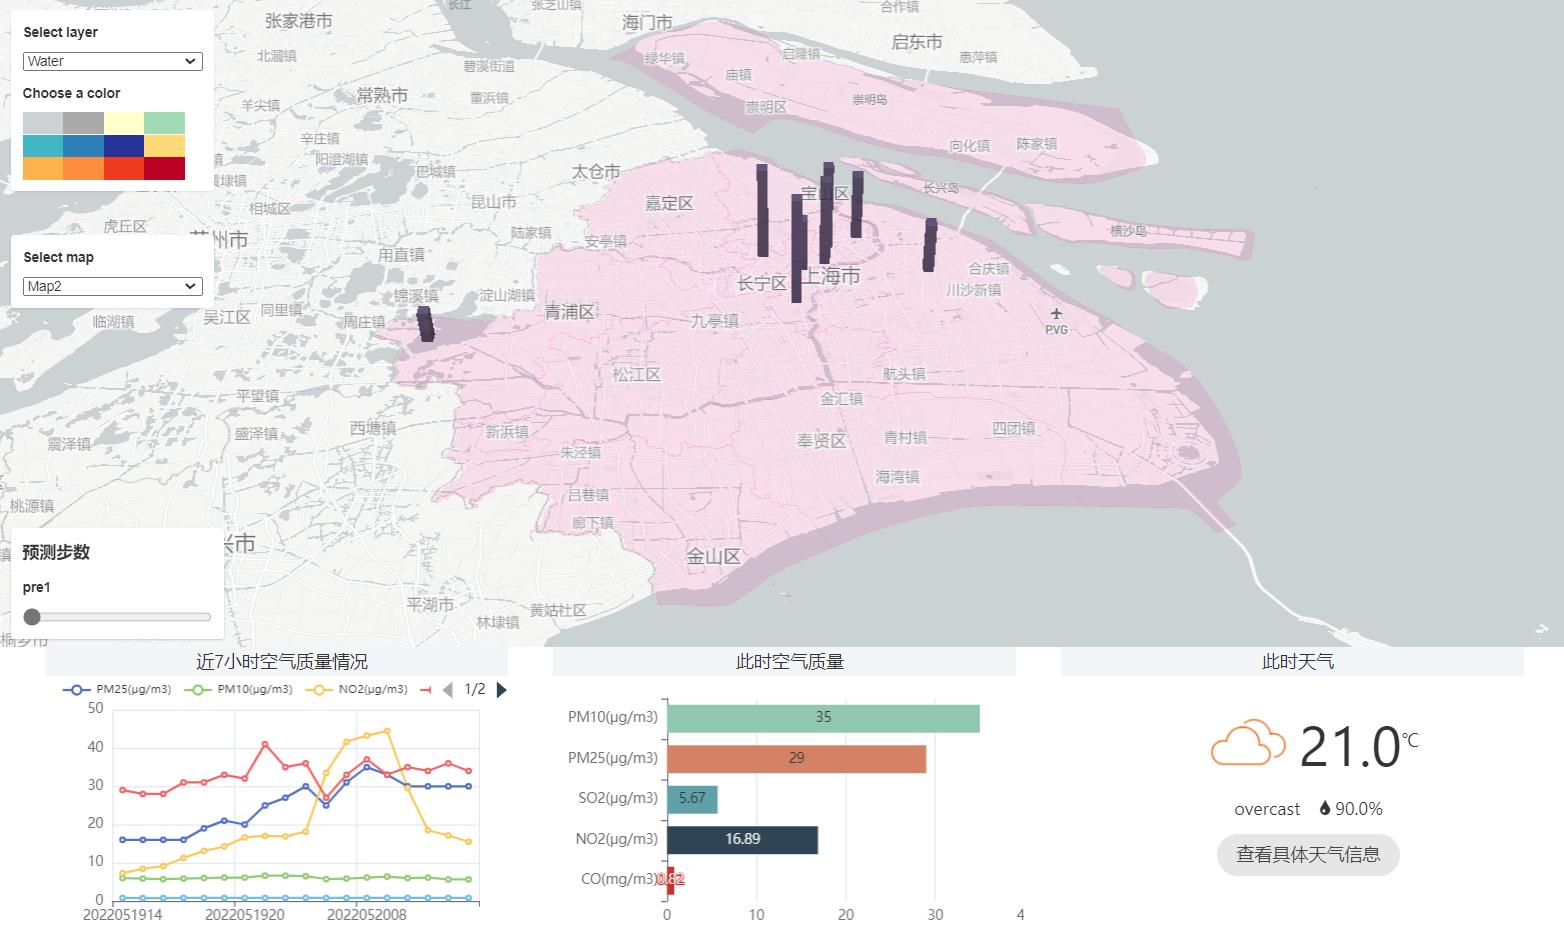 Select layer
Water
Choose a color
Select map
Map2
预测步数
pre1
张家港市
长江
张芝山镇
海门市
合作镇
启东市
北漍镇
碧溪街道
绿华镇
启隆镇
惠萍镇
庙镇
羊尖镇
常熟市
董浜镇
崇明区
崇明岛
辛庄镇
向化镇
陈家镇
阳澄湖镇
巴城镇
太仓市
宝山区
长兴岛
相城区
昆山市
嘉定区
虎丘区
州市
陆家镇
安亭镇
横沙岛
甪直镇
长宁区
上海市
合庆镇
川沙新镇
锦溪镇
淀山湖镇
同里镇
青浦区
九亭镇
临湖镇
吴江区
周庄镇
PVG
松江区
航头镇
平望镇
金汇镇
震泽镇
盛泽镇
西塘镇
新浜镇
奉贤区
青村镇
四团镇
朱泾镇
海湾镇
桃源镇
吕巷镇
廊下镇
兴市
金山区
平湖市
黄姑社区
林埭镇
近7小时空气质量情况
PM25(µg/m3) PM10(µg/m3) NO2(µg/m3) 1/2
50
40
30
20
10
0
2022051914 2022051920 2022052008
此时空气质量
PM10(µg/m3) 35
PM25(µg/m3) 29
SO2(µg/m3) 5.67
NO2(µg/m3) 16.89
CO(mg/m3) 0.82
0 10 20 30 4
此时天气
21.0℃
overcast 90.0%
查看具体天气信息